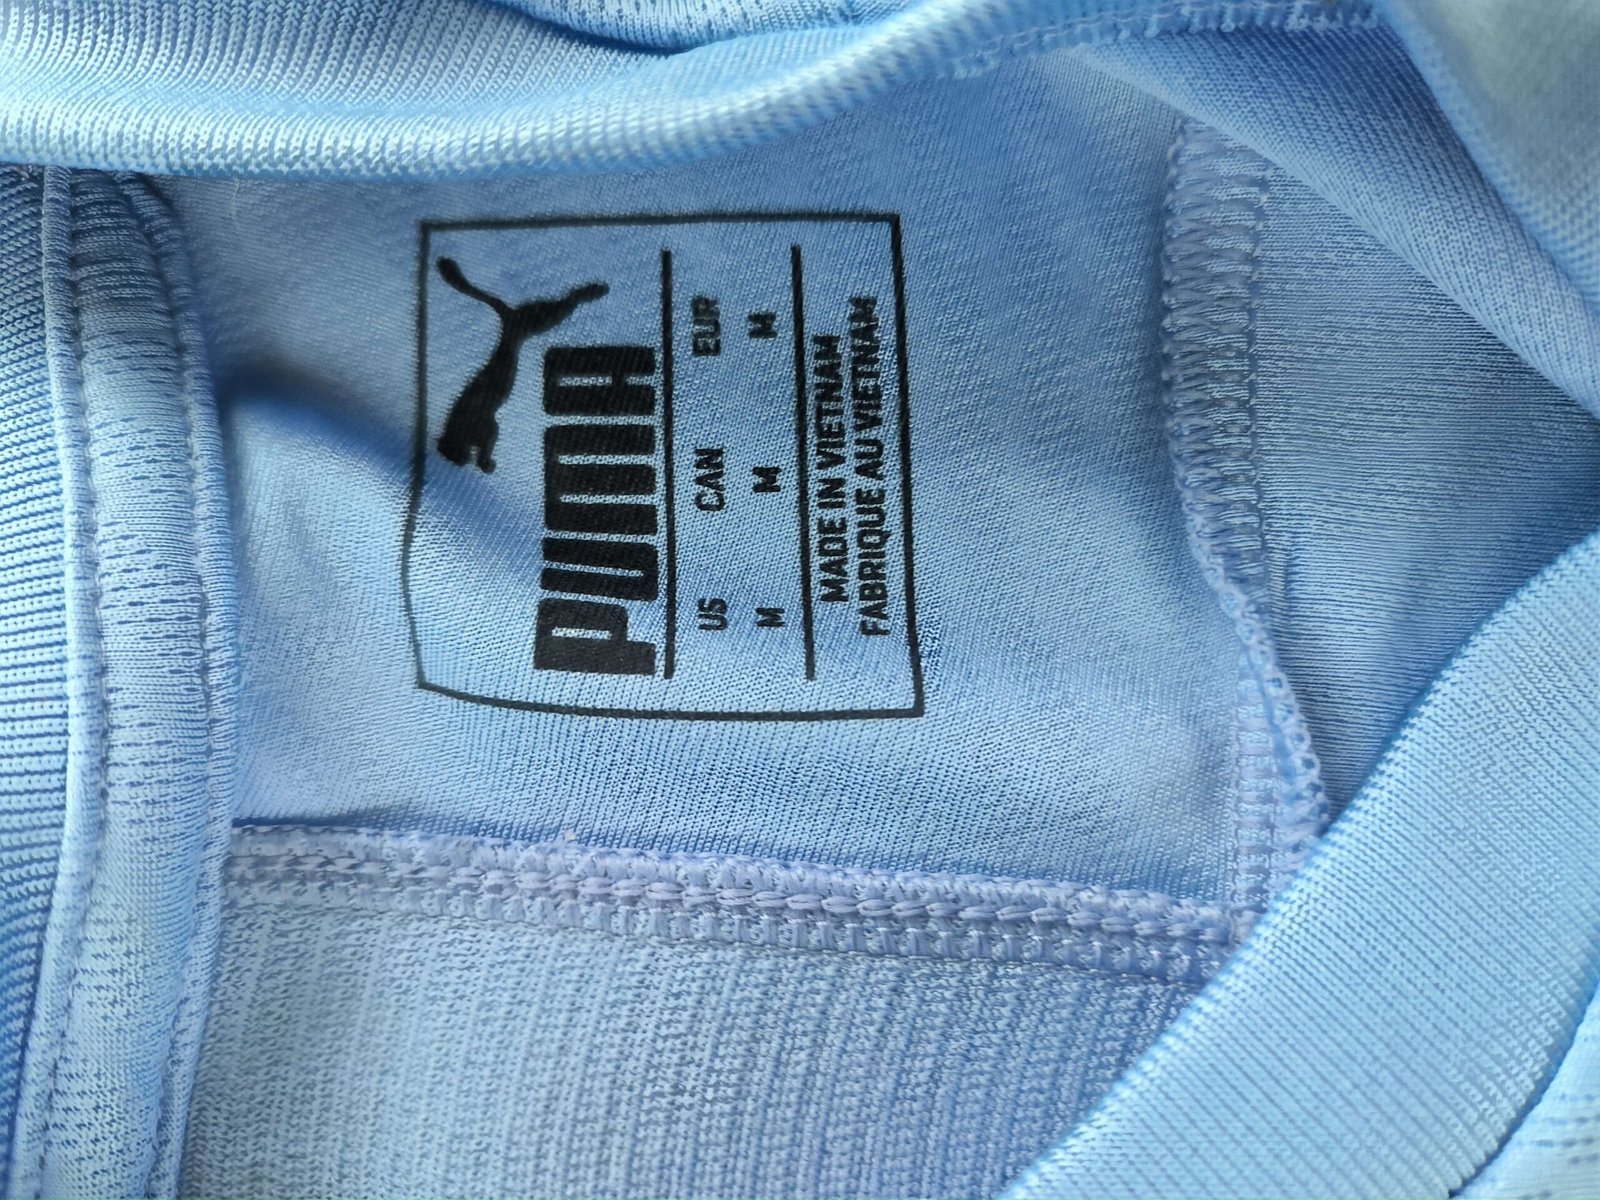 PUMA
US CAN EUR
M M M
MADE IN VIETNAM
FABRIQUE AU VIETNAM